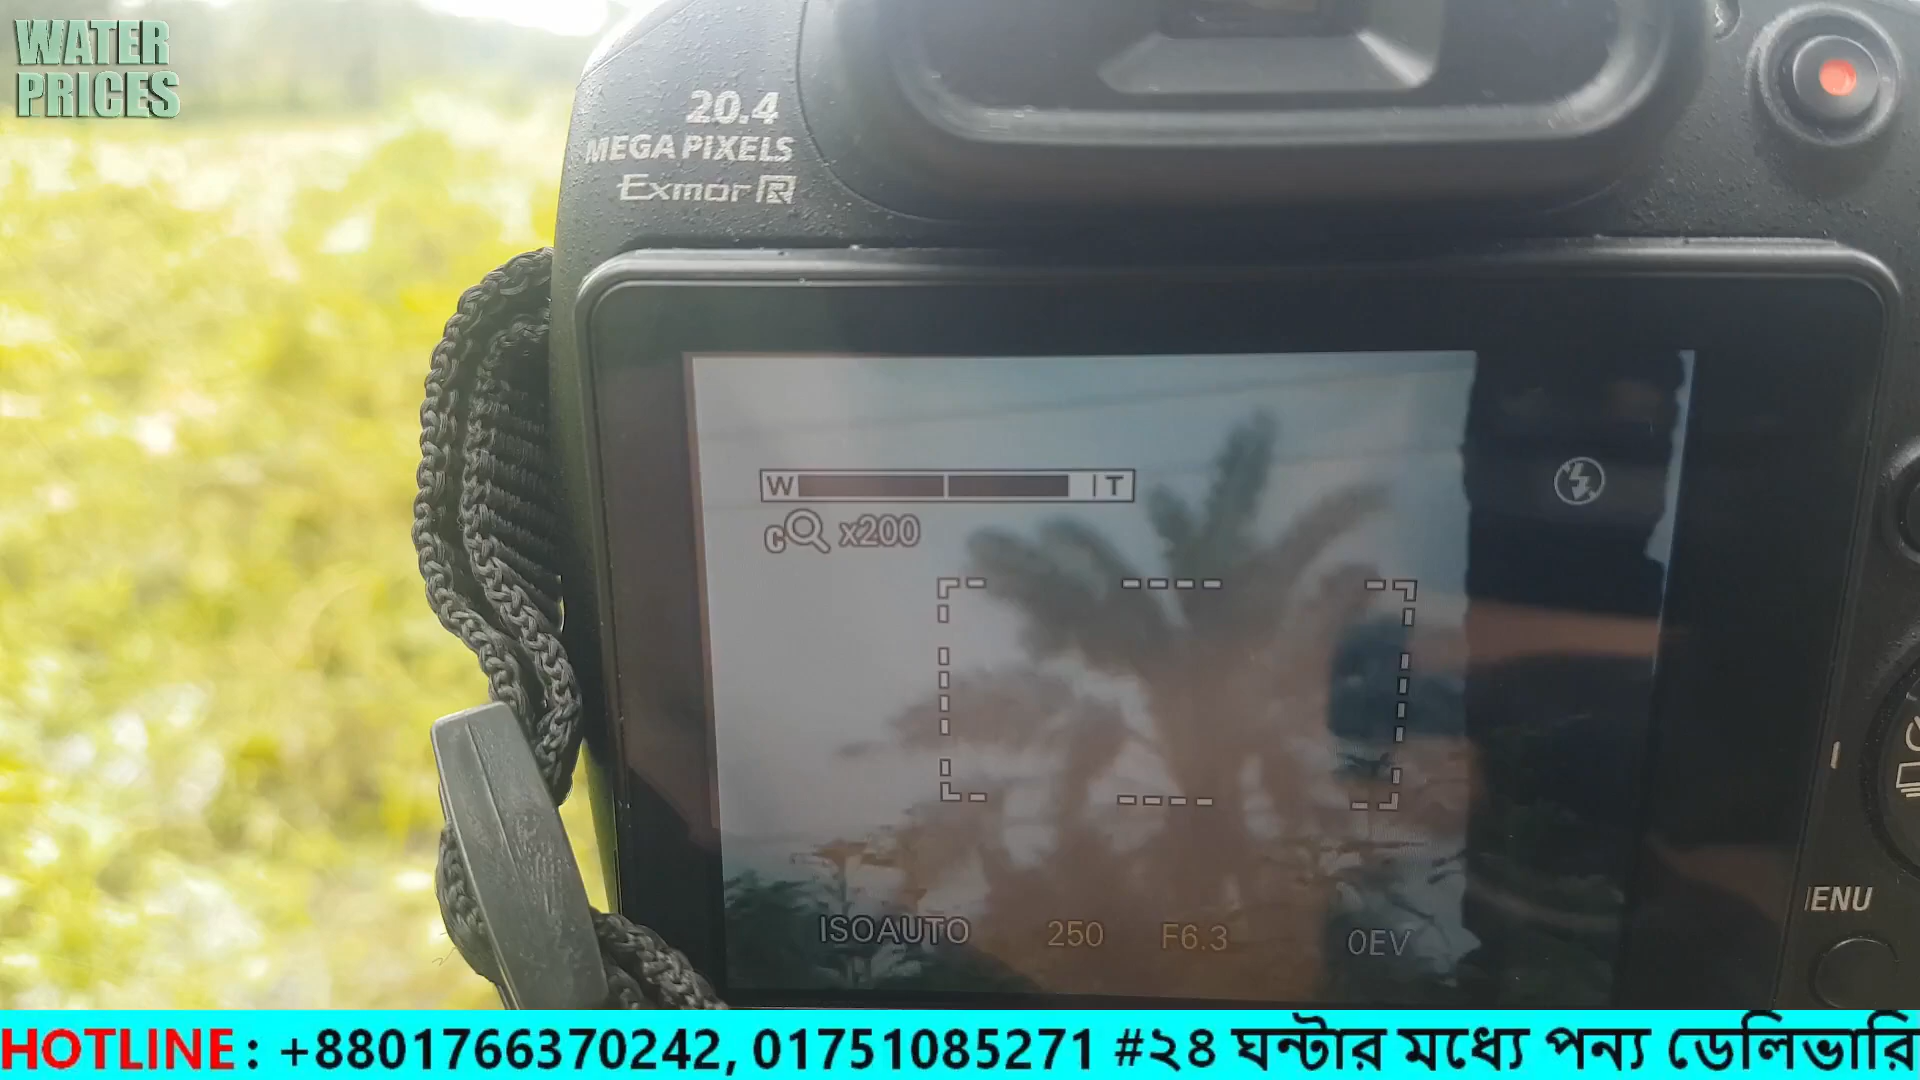 WATER
PRICES
20.4
MEGA PIXELS
Exmor R
W T
C x200
ISOAUTO 250 F6.3 0EV
ENU
HOTLINE : +8801766370242, 01751085271 #২৪ ঘন্টার মধ্যে পন্য ডেলিভারি